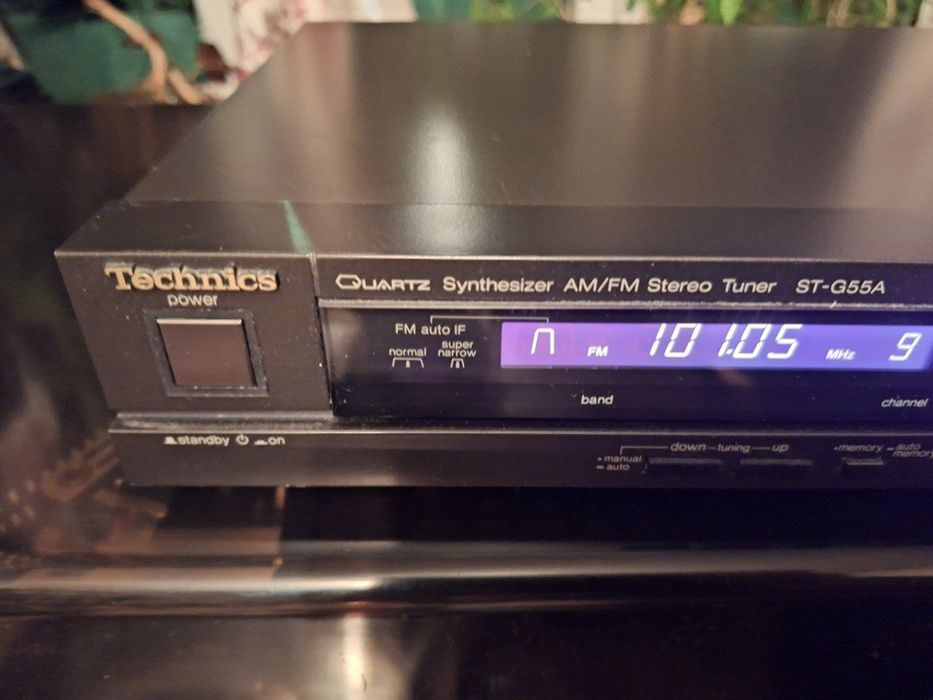 Technics
power
QUARTZ Synthesizer AM/FM Stereo Tuner ST-G55A
FM auto IF
normal
super
narrow
FM 101.05 MHz 9
band
channel
standby on
down tuning up
manual
auto
memory
auto
memory